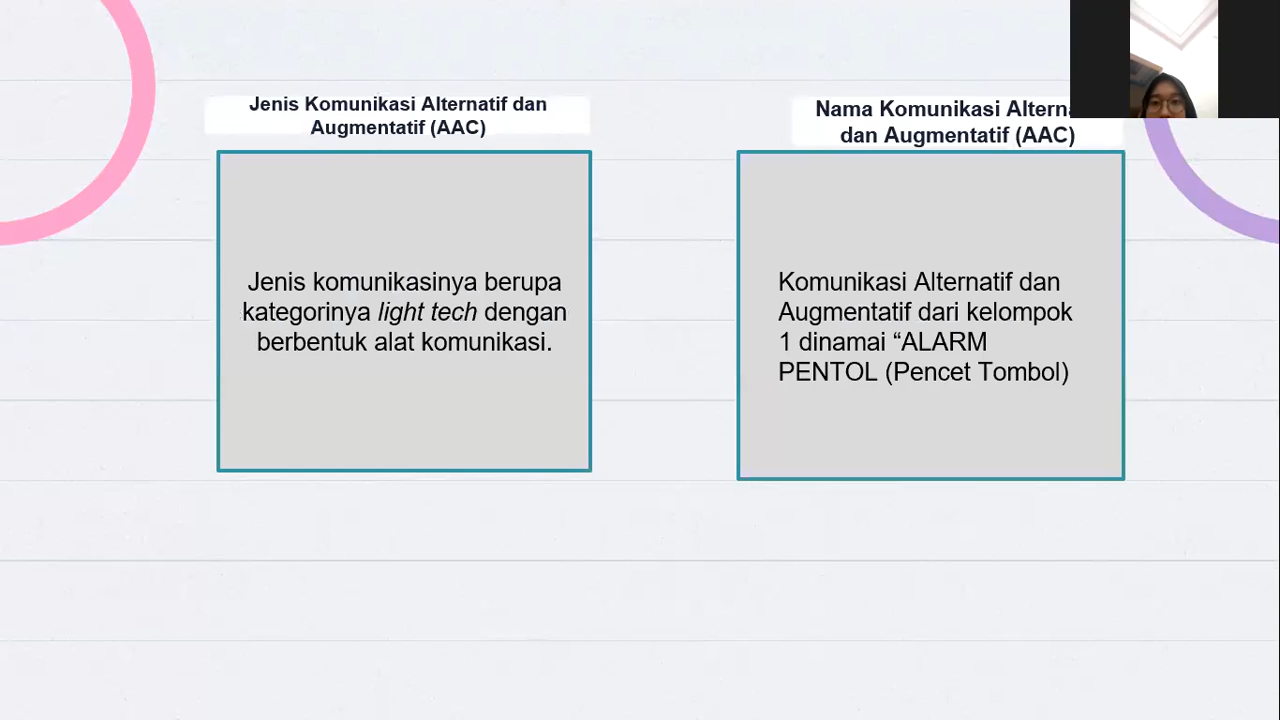 Jenis Komunikasi Alternatif dan
Augmentatif (AAC)
Jenis komunikasinya berupa
kategorinya light tech dengan
berbentuk alat komunikasi.
Nama Komunikasi
dan Augmentatif (AAC)
Komunikasi Alternatif dan
Augmentatif dari kelompok
1 dinamai “ALARM
PENTOL (Pencet Tombol)